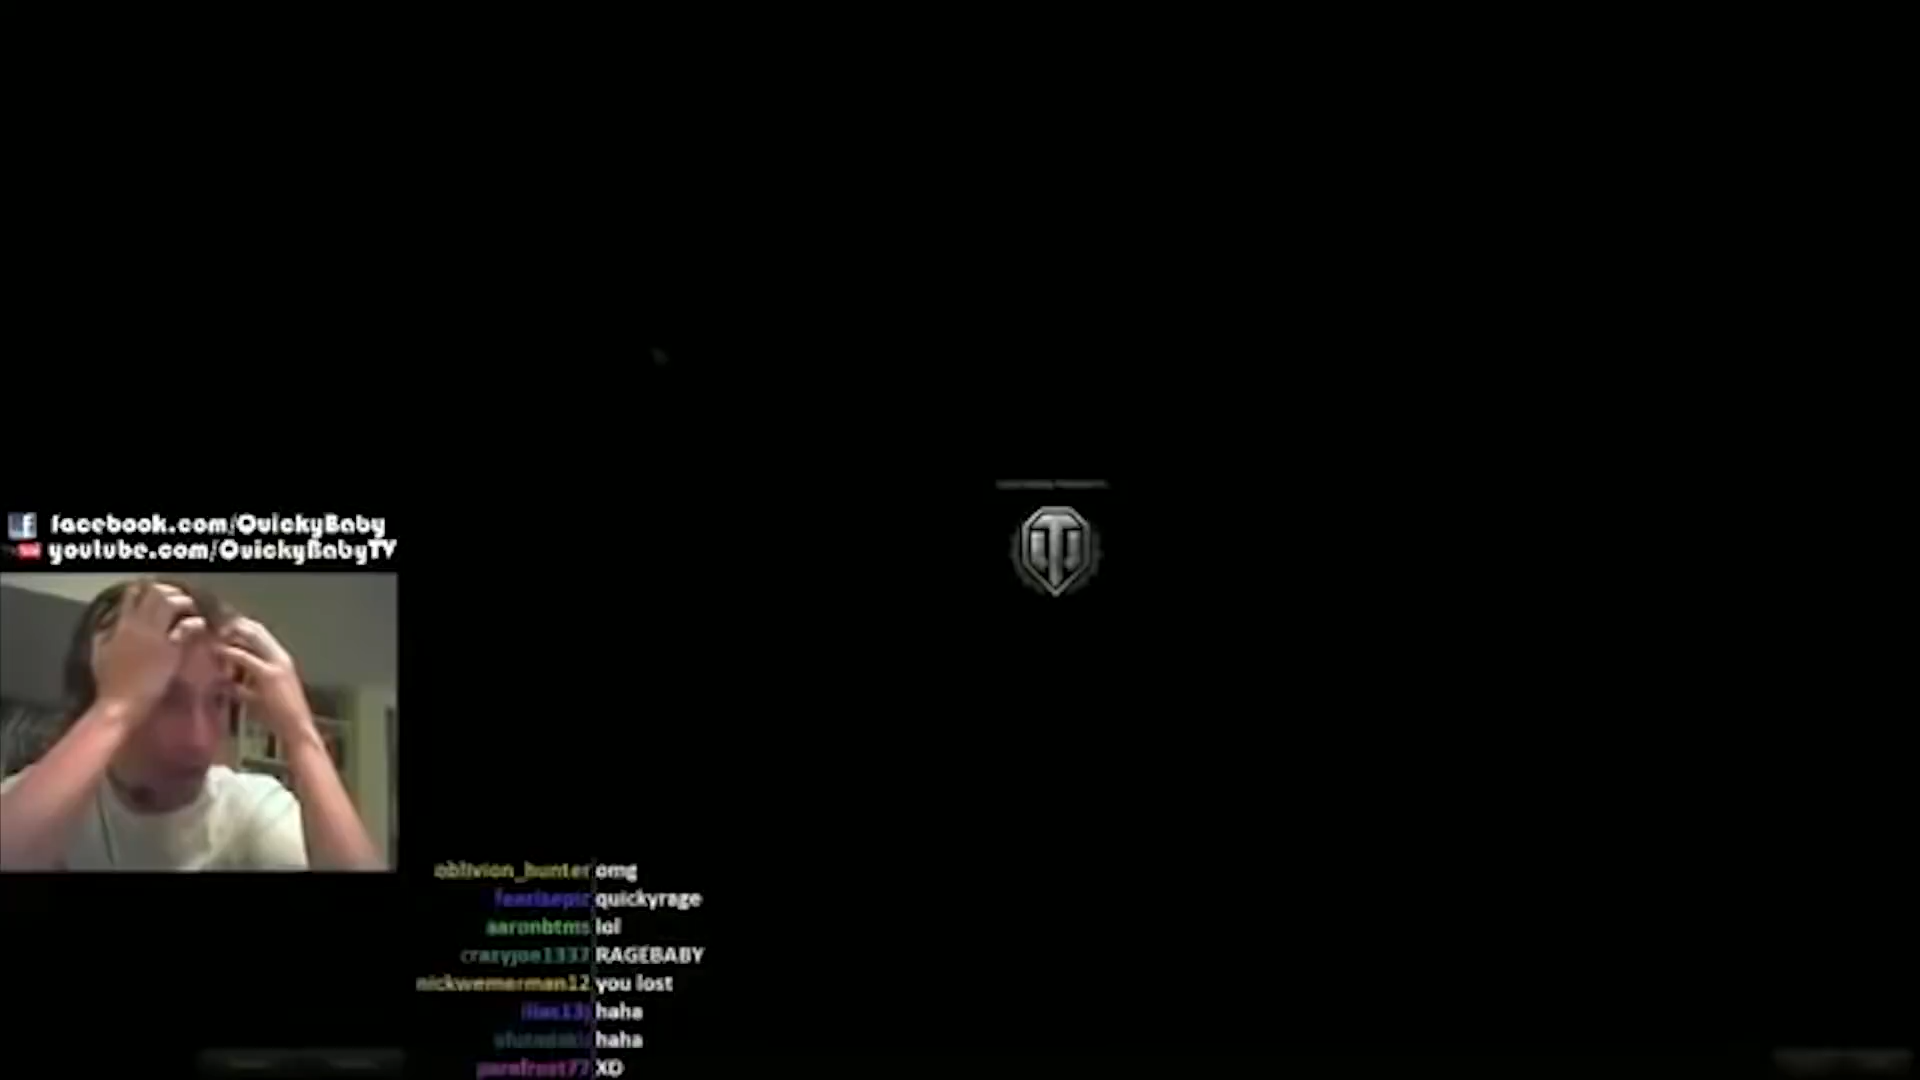 facebook.com/QuickyBaby
youtube.com/QuickyBabyTV
oblivion_hunter omg
quickyrage
aaronbtms lol
crazyjoe1337 RAGEBABY
nickwemerman12 you lost
haha
haha
XD